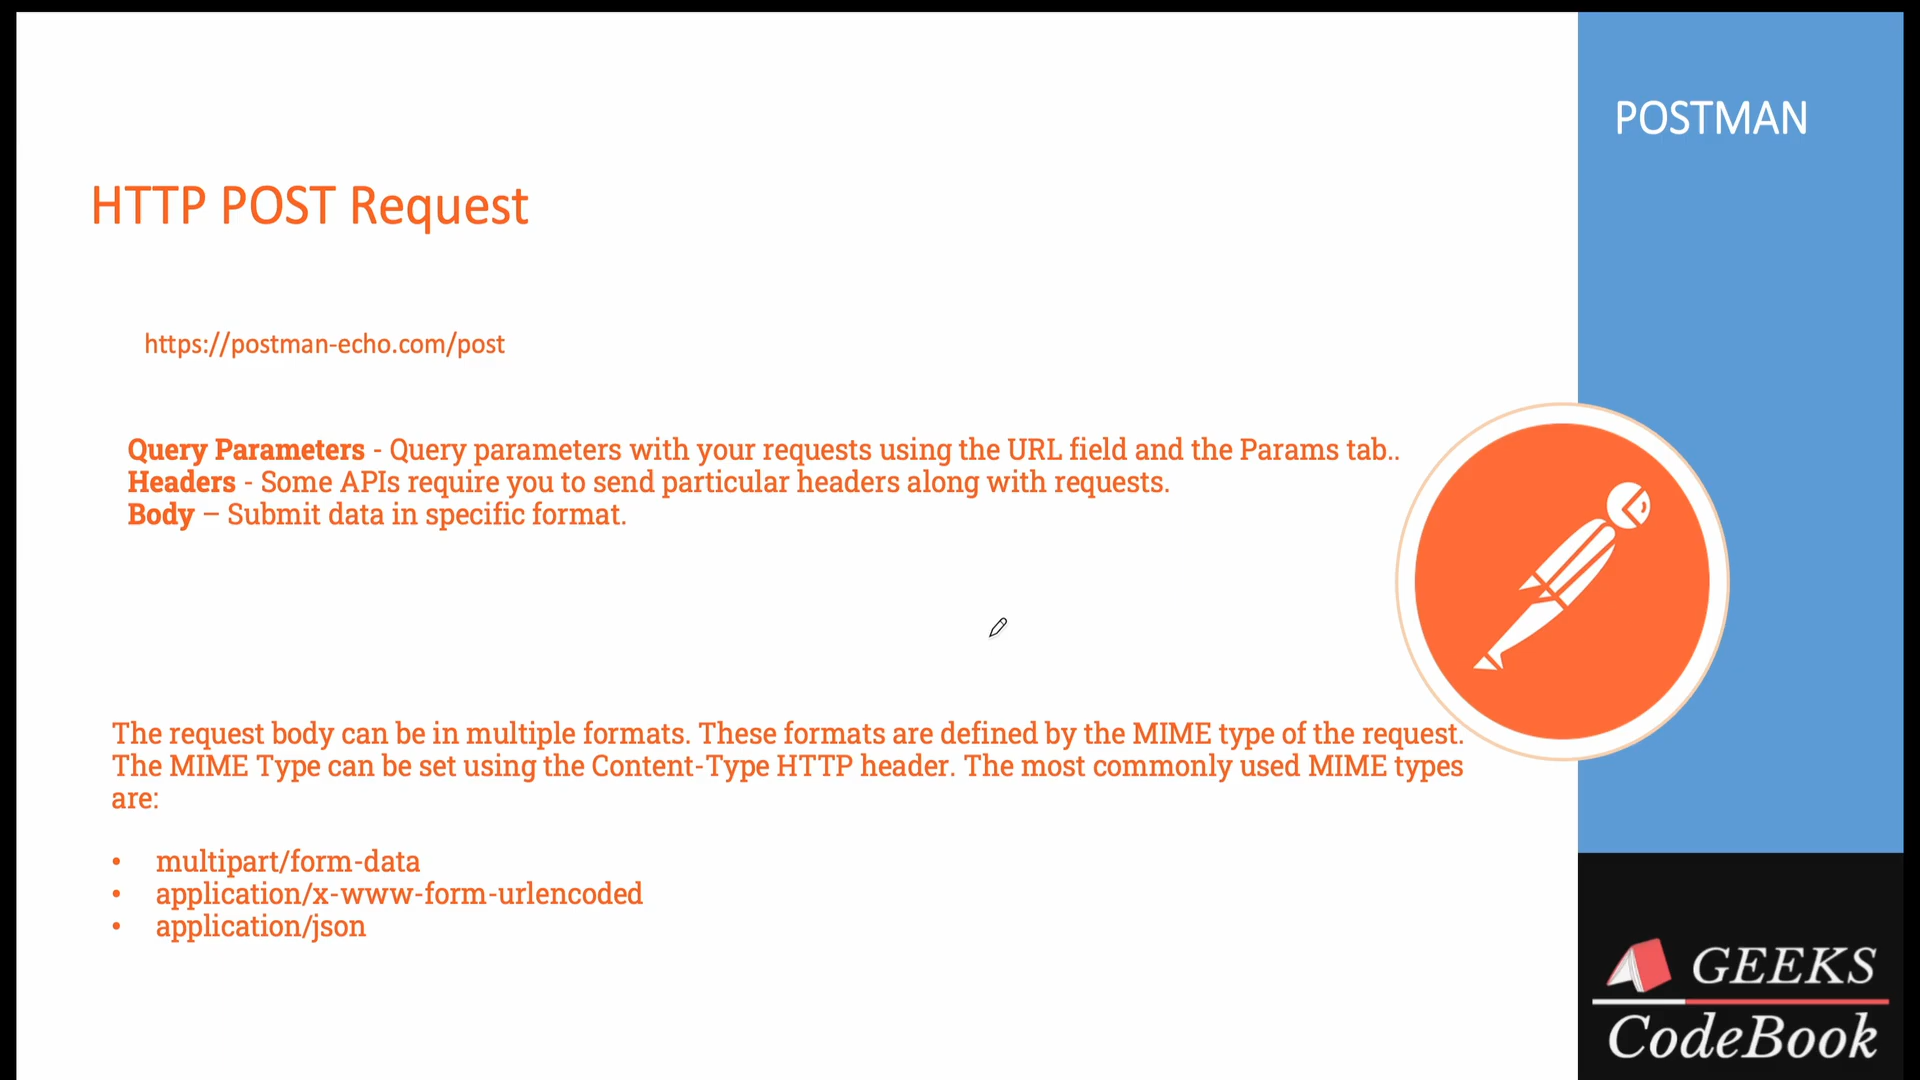 POSTMAN
HTTP POST Request
https://postman-echo.com/post
Query Parameters - Query parameters with your requests using the URL field and the Params tab..
Headers - Some APIs require you to send particular headers along with requests.
Body – Submit data in specific format.
The request body can be in multiple formats. These formats are defined by the MIME type of the request.
The MIME Type can be set using the Content-Type HTTP header. The most commonly used MIME types
are:
• multipart/form-data
• application/x-www-form-urlencoded
• application/json
GEEKS
CodeBook